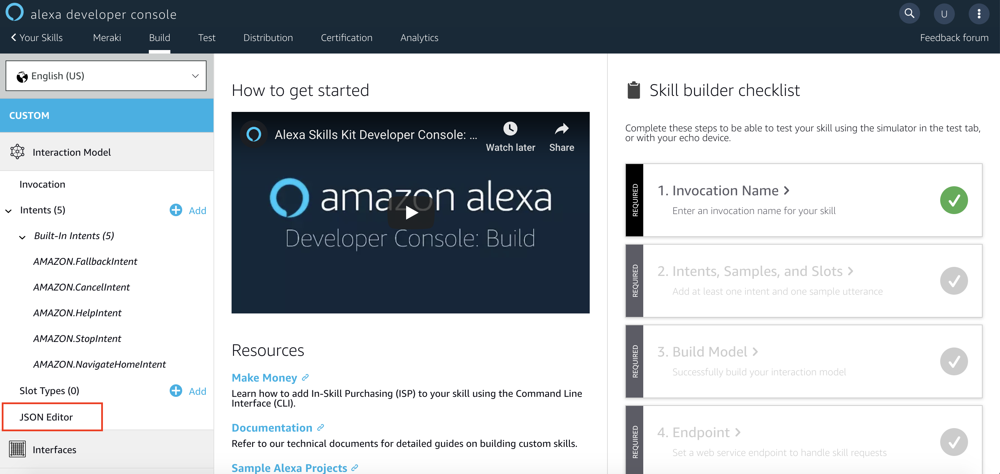 alexa developer console
U
Your Skills
Meraki
Build
Test
Distribution
Certification
Analytics
Feedback forum
English (US)
CUSTOM
Interaction Model
Invocation
Intents (5)
Add
Built-In Intents (5)
AMAZON.FallbackIntent
AMAZON.CancelIntent
AMAZON.HelpIntent
AMAZON.StopIntent
AMAZON.NavigateHomeIntent
Slot Types (0)
Add
JSON Editor
Interfaces
How to get started
Alexa Skills Kit Developer Console: ...
Watch later
Share
amazon alexa
Developer Console: Build
Resources
Make Money
Learn how to add In-Skill Purchasing (ISP) to your skill using the Command Line
Interface (CLI).
Documentation
Refer to our technical documents for detailed guides on building custom skills.
Sample Alexa Projects
Skill builder checklist
Complete these steps to be able to test your skill using the simulator in the test tab,
or with your echo device.
REQUIRED
1. Invocation Name
Enter an invocation name for your skill
REQUIRED
2. Intents, Samples, and Slots
Add at least one intent and one sample utterance
REQUIRED
3. Build Model
Successfully build your interaction model
REQUIRED
4. Endpoint
Set a web service endpoint to handle skill requests